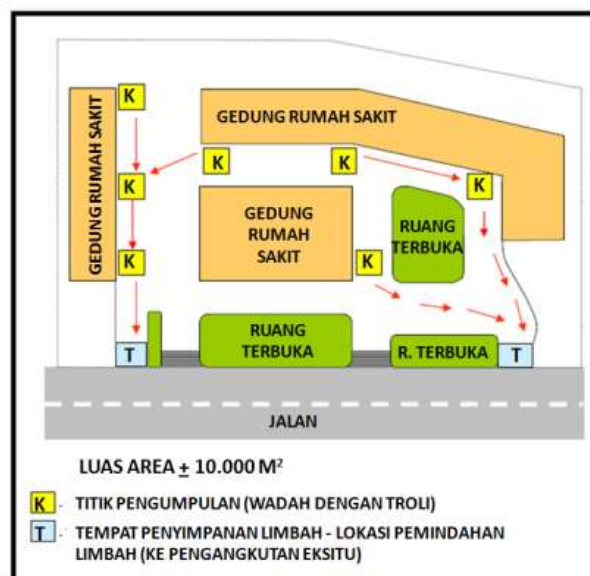 K
GEDUNG RUMAH SAKIT
GEDUNG RUMAH SAKIT
K
K
K
K
K
GEDUNG
RUMAH
SAKIT
RUANG
TERBUKA
K
K
RUANG
TERBUKA
R. TERBUKA
T
T
JALAN
LUAS AREA ± 10.000 M²
K - TITIK PENGUMPULAN (WADAH DENGAN TROLI)
T - TEMPAT PENYIMPANAN LIMBAH - LOKASI PEMINDAHAN
LIMBAH (KE PENGANGKUTAN EKSITU)